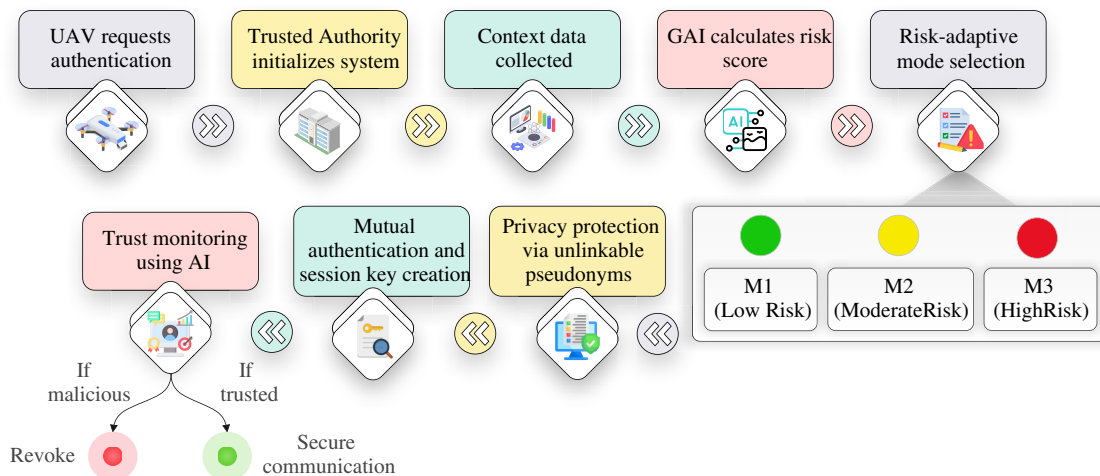 UAV requests
authentication
Trusted Authority
initializes system
Context data
collected
GAI calculates risk
score
Risk-adaptive
mode selection
AI
Trust monitoring
using AI
Mutual
authentication and
session key creation
Privacy protection
via unlinkable
pseudonyms
M1
(Low Risk)
M2
(ModerateRisk)
M3
(HighRisk)
If
malicious
If
trusted
Revoke
Secure
communication